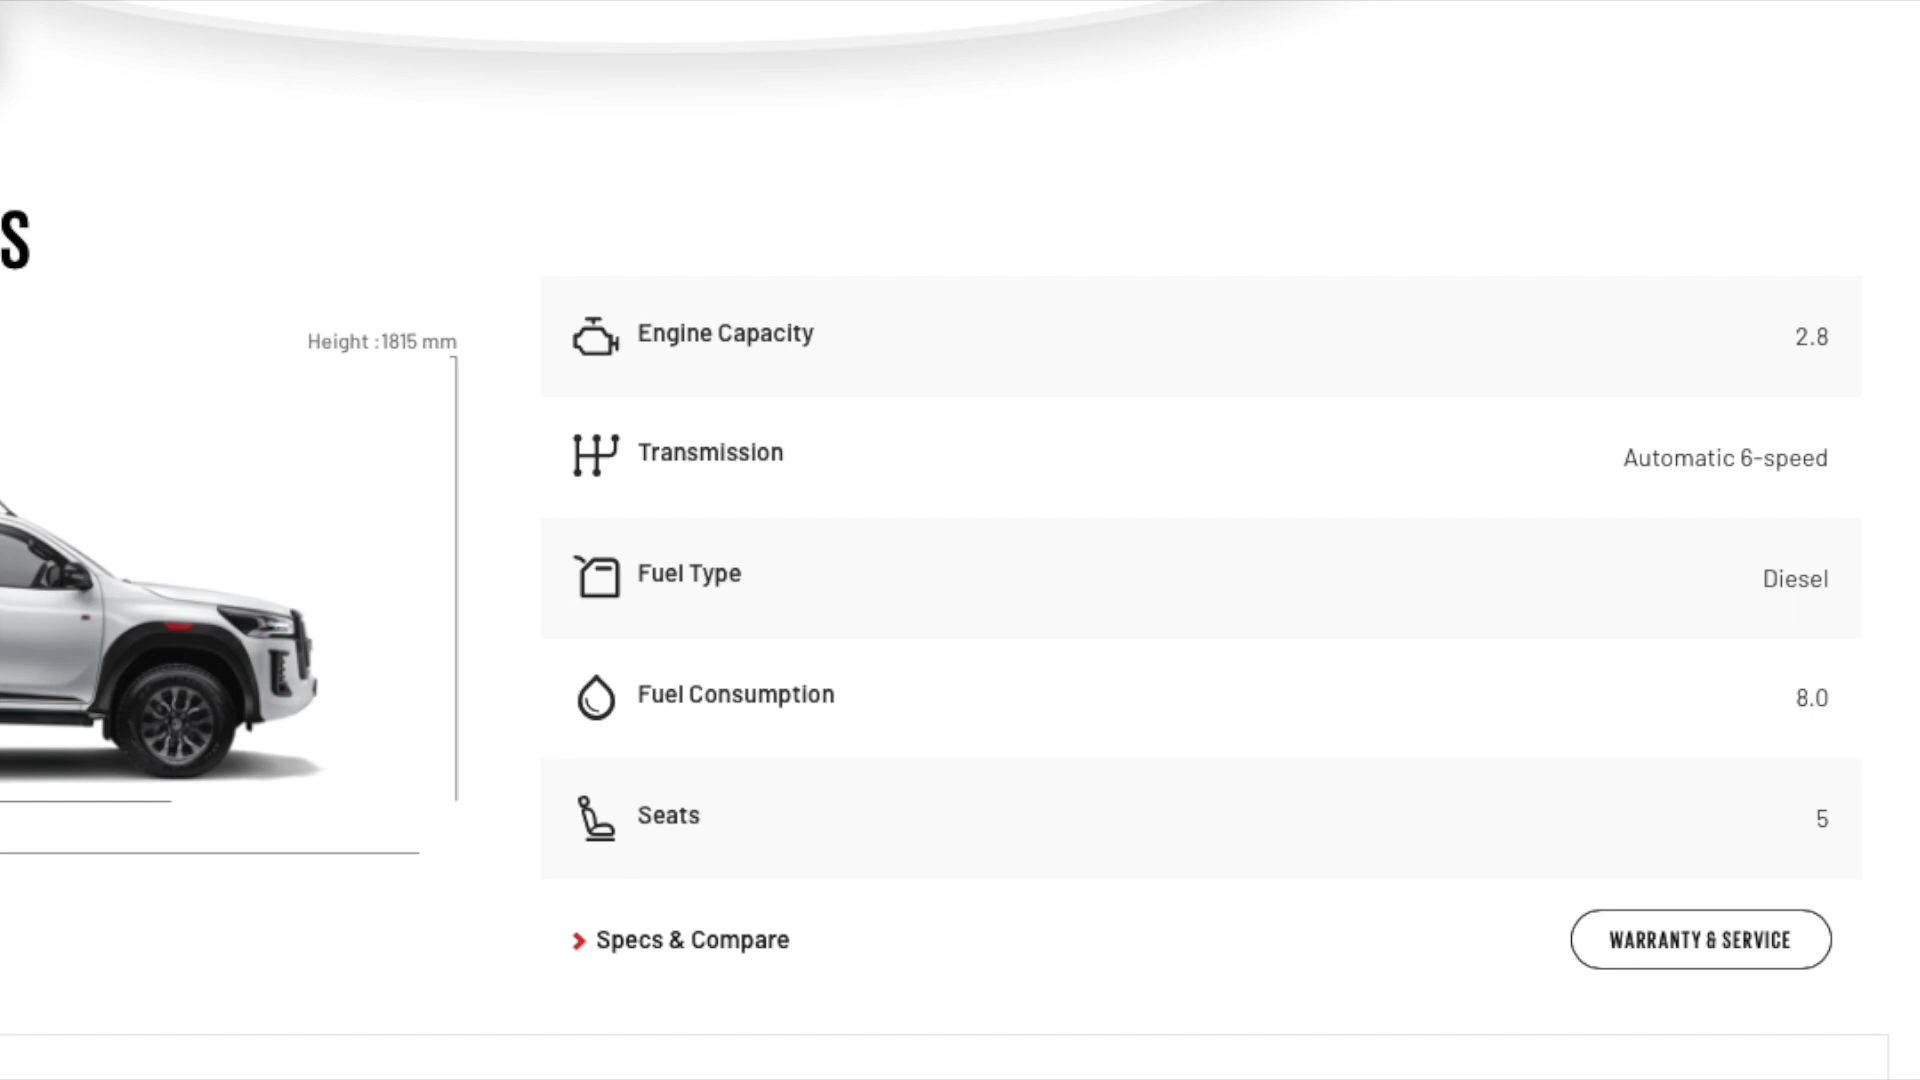 S
Height :1815 mm
Engine Capacity
2.8
Transmission
Automatic 6-speed
Fuel Type
Diesel
Fuel Consumption
8.0
Seats
5
Specs & Compare
WARRANTY & SERVICE